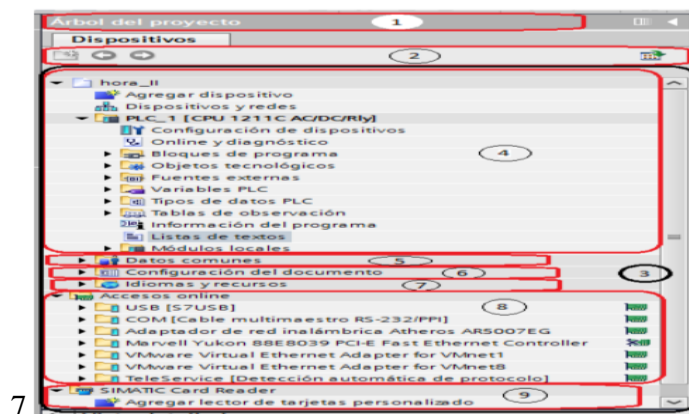 Árbol del proyecto 1
Dispositivos
2
hora_II
Agregar dispositivo
Dispositivos y redes
PLC_1 [CPU 1211C AC/DC/Rly]
Configuración de dispositivos
Online y diagnóstico
Bloques de programa 4
Objetos tecnológicos
Fuentes externas
Variables PLC
Tipos de datos PLC
Tablas de observación
Información del programa
Listas de textos
Módulos locales
Datos comunes 5
Configuración del documento 6 3
Idiomas y recursos 7
Accesos online
USB [S7USB] 8
COM [Cable multimaestro RS-232/PPI]
Adaptador de red inalámbrica Atheros AR5007EG
Marvell Yukon 88E8039 PCI-E Fast Ethernet Controller
VMware Virtual Ethernet Adapter for VMnet1
VMware Virtual Ethernet Adapter for VMnet8
TeleService [Detección automática de protocolo]
SIMATIC Card Reader 9
7 Agregar lector de tarjetas personalizado